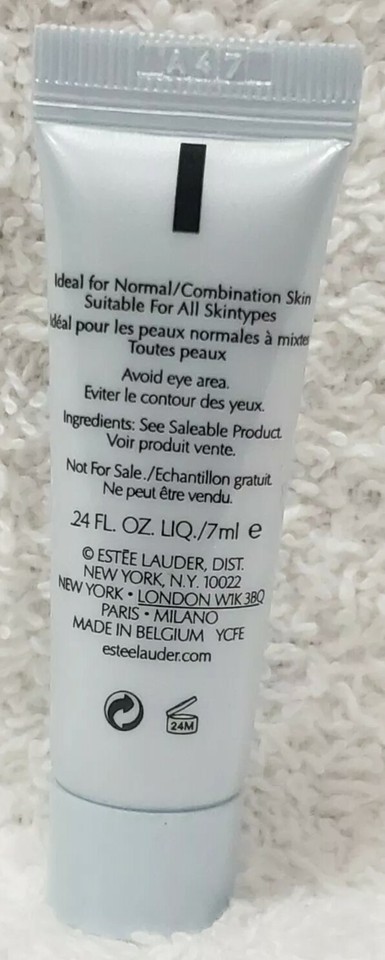 A47
Ideal for Normal/Combination Skin
Suitable For All Skintypes
Idéal pour les peaux normales à mixtes
Toutes peaux
Avoid eye area.
Eviter le contour des yeux.
Ingredients: See Saleable Product.
Voir produit vente.
Not For Sale./Echantillon gratuit.
Ne peut être vendu.
.24 FL. OZ. LIQ./7ml e
© ESTĒE LAUDER, DIST.
NEW YORK, N.Y. 10022
NEW YORK • LONDON W1K 3BQ
PARIS • MILANO
MADE IN BELGIUM YCFE
esteelauder.com
24M